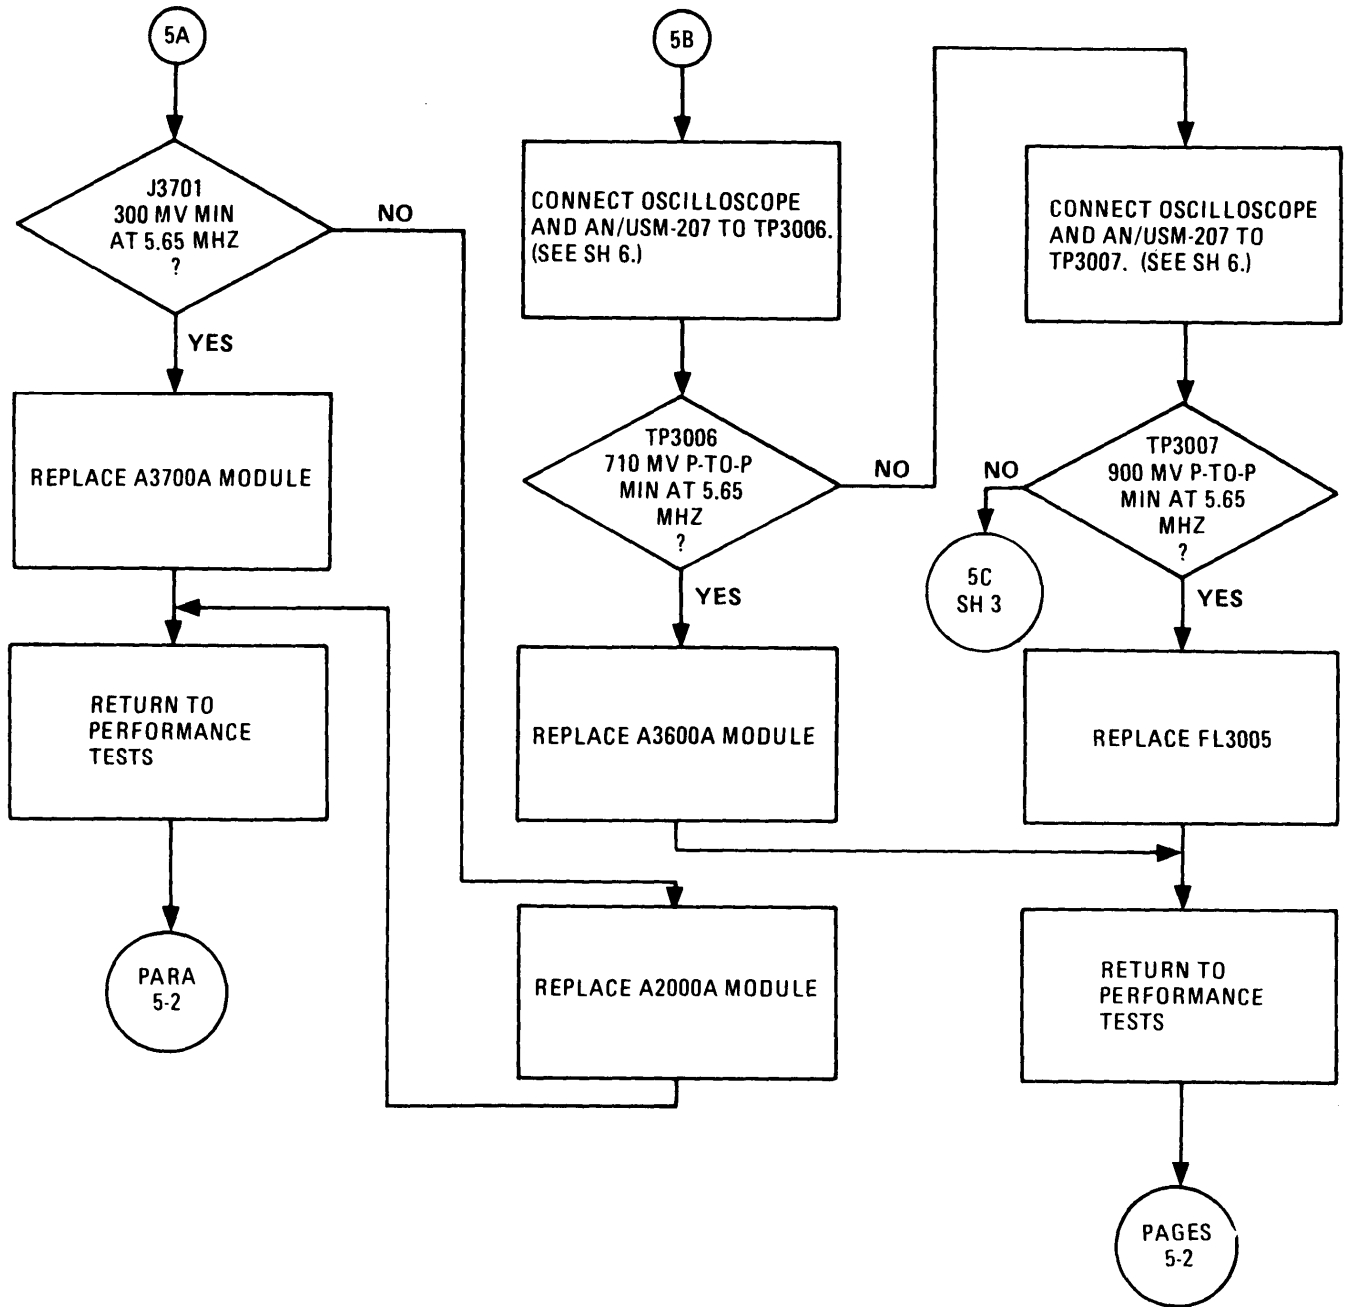 5A
J3701
300 MV MIN
AT 5.65 MHZ
?
NO
YES
REPLACE A3700A MODULE
RETURN TO
PERFORMANCE
TESTS
PARA
5-2
5B
CONNECT OSCILLOSCOPE
AND AN/USM-207 TO TP3006.
(SEE SH 6.)
TP3006
710 MV P-TO-P
MIN AT 5.65
MHZ
?
NO
YES
REPLACE A3600A MODULE
REPLACE A2000A MODULE
CONNECT OSCILLOSCOPE
AND AN/USM-207 TO
TP3007. (SEE SH 6.)
TP3007
900 MV P-TO-P
MIN AT 5.65
MHZ
?
NO
5C
SH 3
YES
REPLACE FL3005
RETURN TO
PERFORMANCE
TESTS
PAGES
5-2